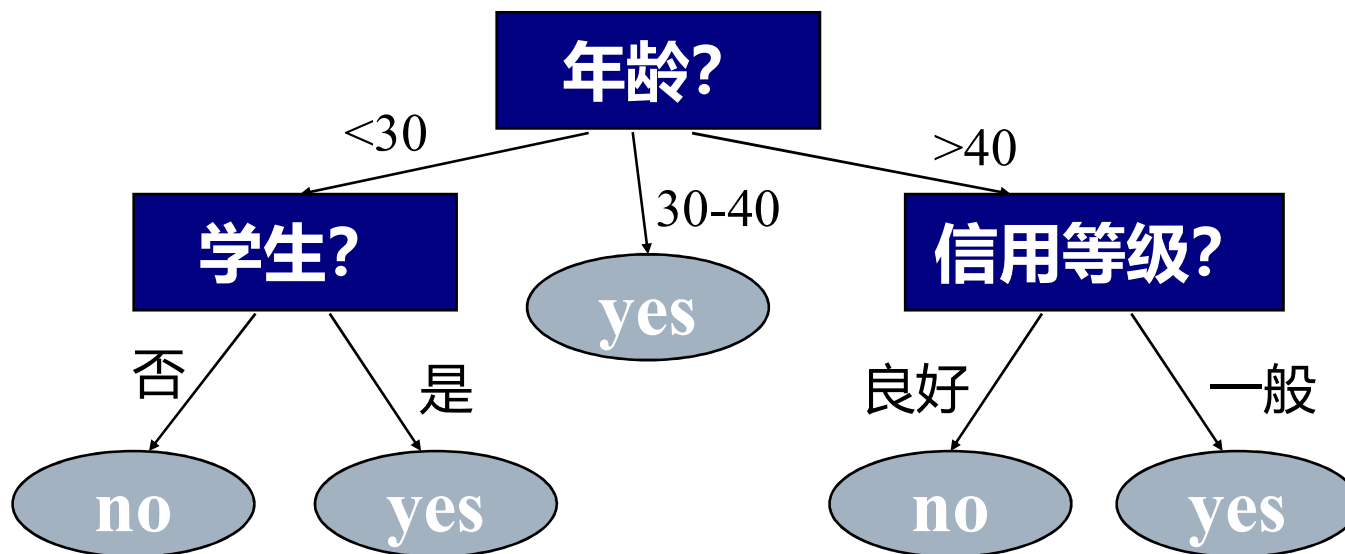 年龄?
<30
>40
30-40
学生?
信用等级?
yes
否
是
良好
一般
no
yes
no
yes